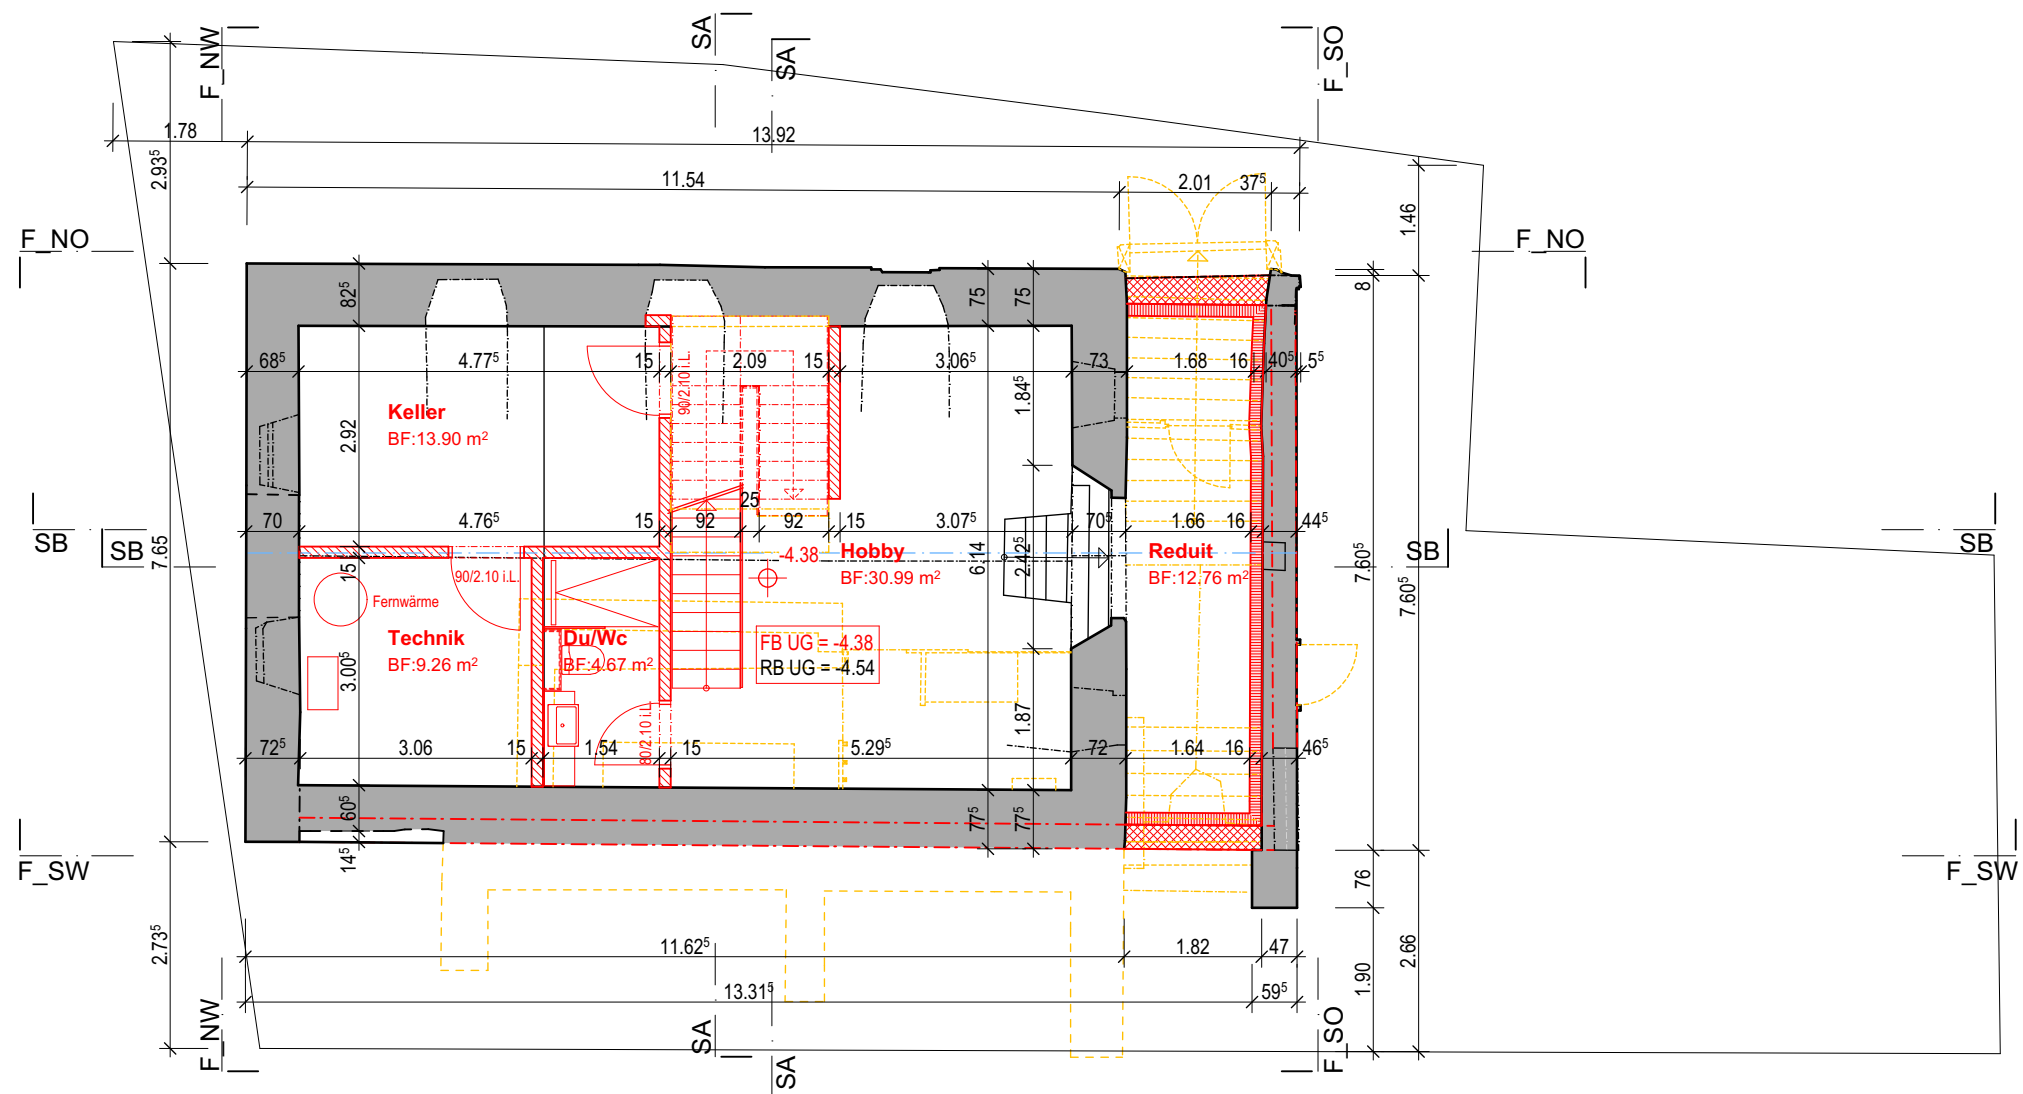 F_NW
SA
SA
F_SO
1.78
13.92
2.93⁵
11.54
2.01
37⁵
1.46
F_NO
F_NO
82⁵
75
75
8
68⁵
4.77⁵
15
2.09
15
3.06⁵
73
1.68
16
40⁵
5⁵
90/2.10 i.L.
1.84⁵
Keller
BF:13.90 m²
2.92
25
70
4.76⁵
15
92
92
15
3.07⁵
70⁵
1.66
16
44⁵
SB
SB
7.65
SB
SB
-4.38
Hobby
BF:30.99 m²
6.14
2.42⁵
Reduit
BF:12.76 m²
7.60⁵
7.60⁵
15
90/2.10 i.L.
Fernwärme
Technik
BF:9.26 m²
3.00⁵
Du/Wc
BF:4.67 m²
FB UG = -4.38
RB UG = -4.54
1.87
80/2.10 i.L.
72⁵
3.06
15
1.54
15
5.29⁵
72
1.64
16
46⁵
60⁵
77⁵
77⁵
14⁵
F_SW
F_SW
76
2.73⁵
11.62⁵
1.82
47
1.90
2.66
13.31⁵
59⁵
F_NW
SA
SA
F_SO